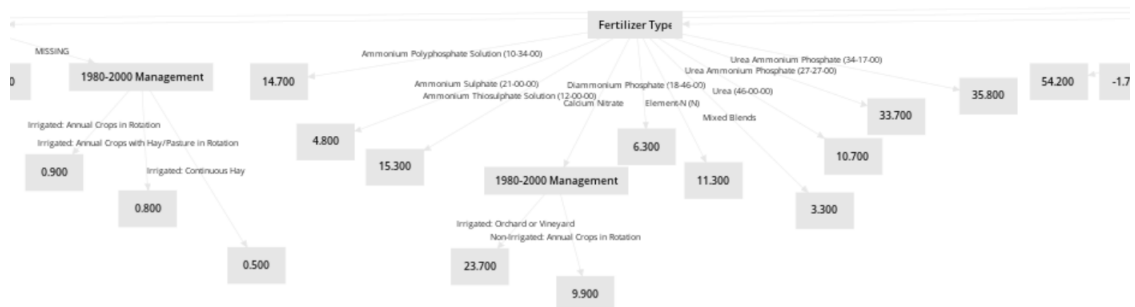 Fertilizer Type
MISSING
Ammonium Polyphosphate Solution (10-34-00)
Urea Ammonium Phosphate (34-17-00)
Urea Ammonium Phosphate (27-27-00)
0
1980-2000 Management
14.700
Ammonium Sulphate (21-00-00)
Diammonium Phosphate (18-46-00)
Urea (46-00-00)
54.200
-1.7
Ammonium Thiosulphate Solution (12-00-00)
35.800
Calcium Nitrate
Element-N (N)
Mixed Blends
33.700
Irrigated: Annual Crops in Rotation
4.800
6.300
Irrigated: Annual Crops with Hay/Pasture in Rotation
15.300
10.700
0.900
Irrigated: Continuous Hay
1980-2000 Management
11.300
0.800
3.300
Irrigated: Orchard or Vineyard
Non-Irrigated: Annual Crops in Rotation
0.500
23.700
9.900